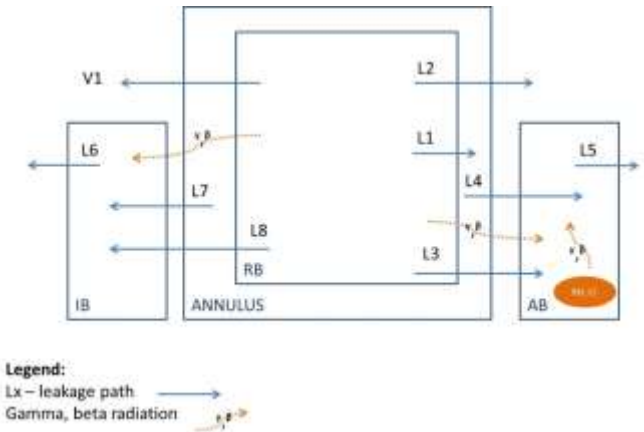 V1
L2
γ, β
L6
L1
L5
L7
L4
L8
γ, β
γ, β
L3
RB
IB
ANNULUS
AB
Legend:
Lx – leakage path
Gamma, beta radiation
γ, β